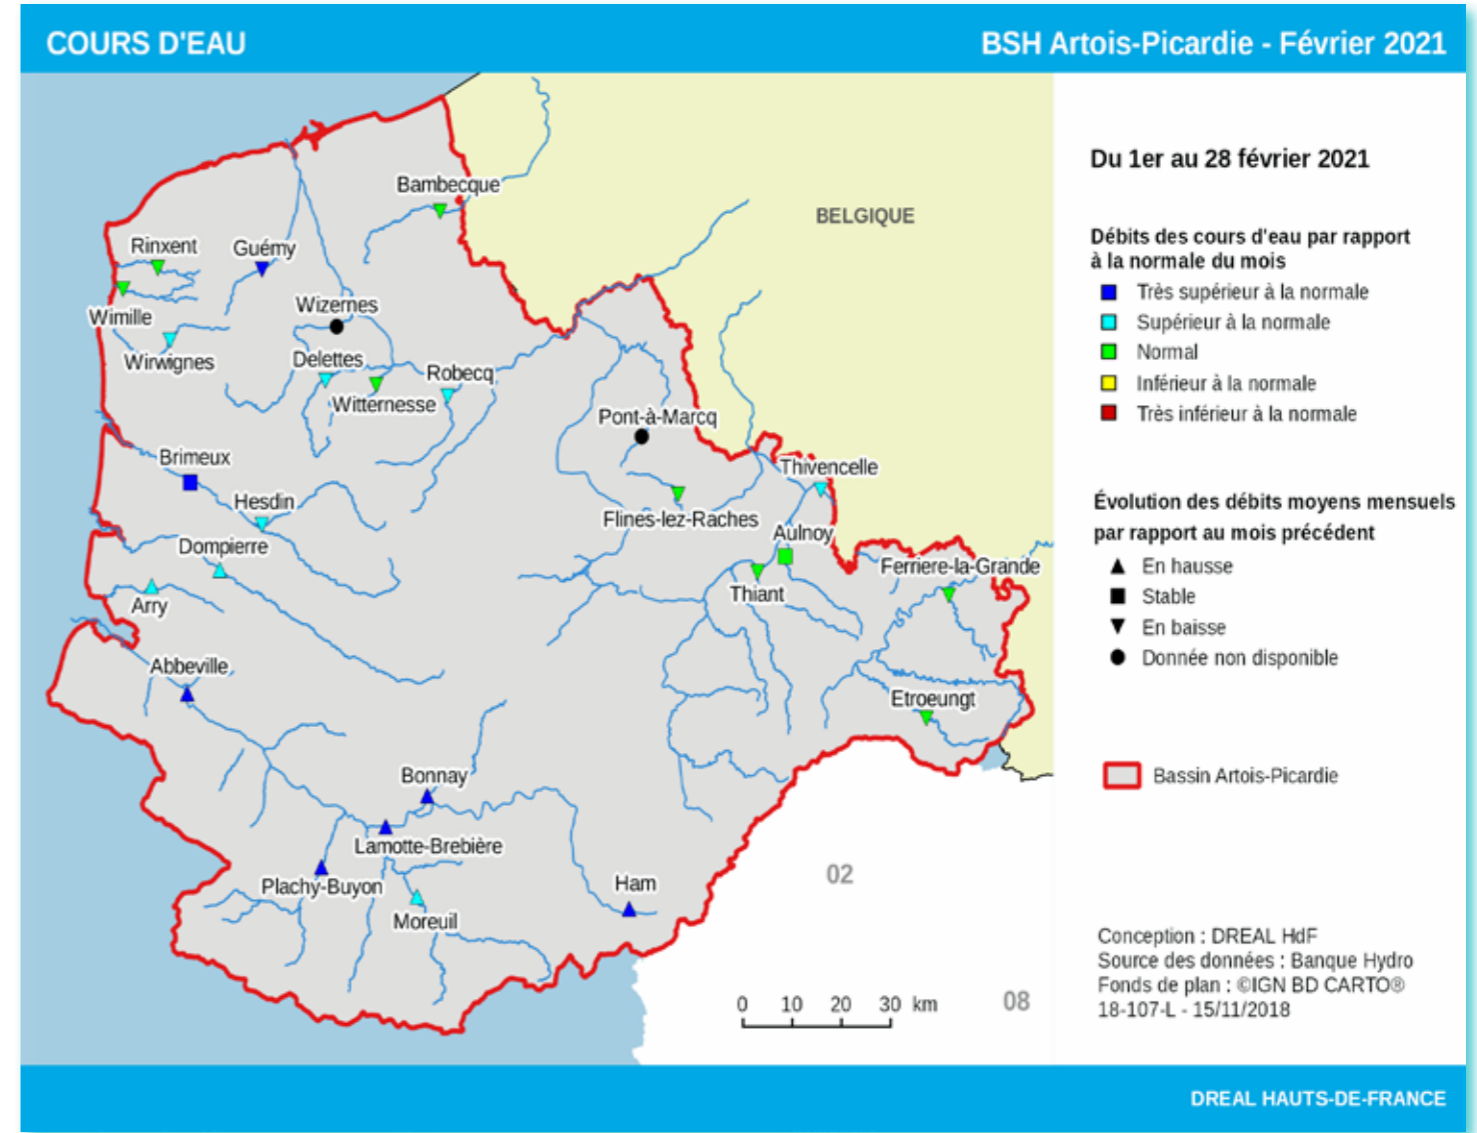 COURS D'EAU
BSH Artois-Picardie - Février 2021
Du 1er au 28 février 2021
Débits des cours d'eau par rapport
à la normale du mois
Très supérieur à la normale
Supérieur à la normale
Normal
Inférieur à la normale
Très inférieur à la normale
Évolution des débits moyens mensuels
par rapport au mois précédent
En hausse
Stable
En baisse
Donnée non disponible
Bassin Artois-Picardie
Conception : DREAL HdF
Source des données : Banque Hydro
Fonds de plan : ©IGN BD CARTO®
18-107-L - 15/11/2018
BELGIQUE
Bambecque
Rinxent
Guémy
Wizernes
Wimille
Wirwignes
Delettes
Robecq
Witternesse
Pont-à-Marcq
Brimeux
Thivencelle
Hesdin
Flines-lez-Raches
Aulnoy
Dompierre
Ferriere-la-Grande
Thiant
Arry
Abbeville
Etroeungt
Bonnay
Lamotte-Brebière
Plachy-Buyon
Ham
Moreuil
02
08
0 10 20 30 km
DREAL HAUTS-DE-FRANCE